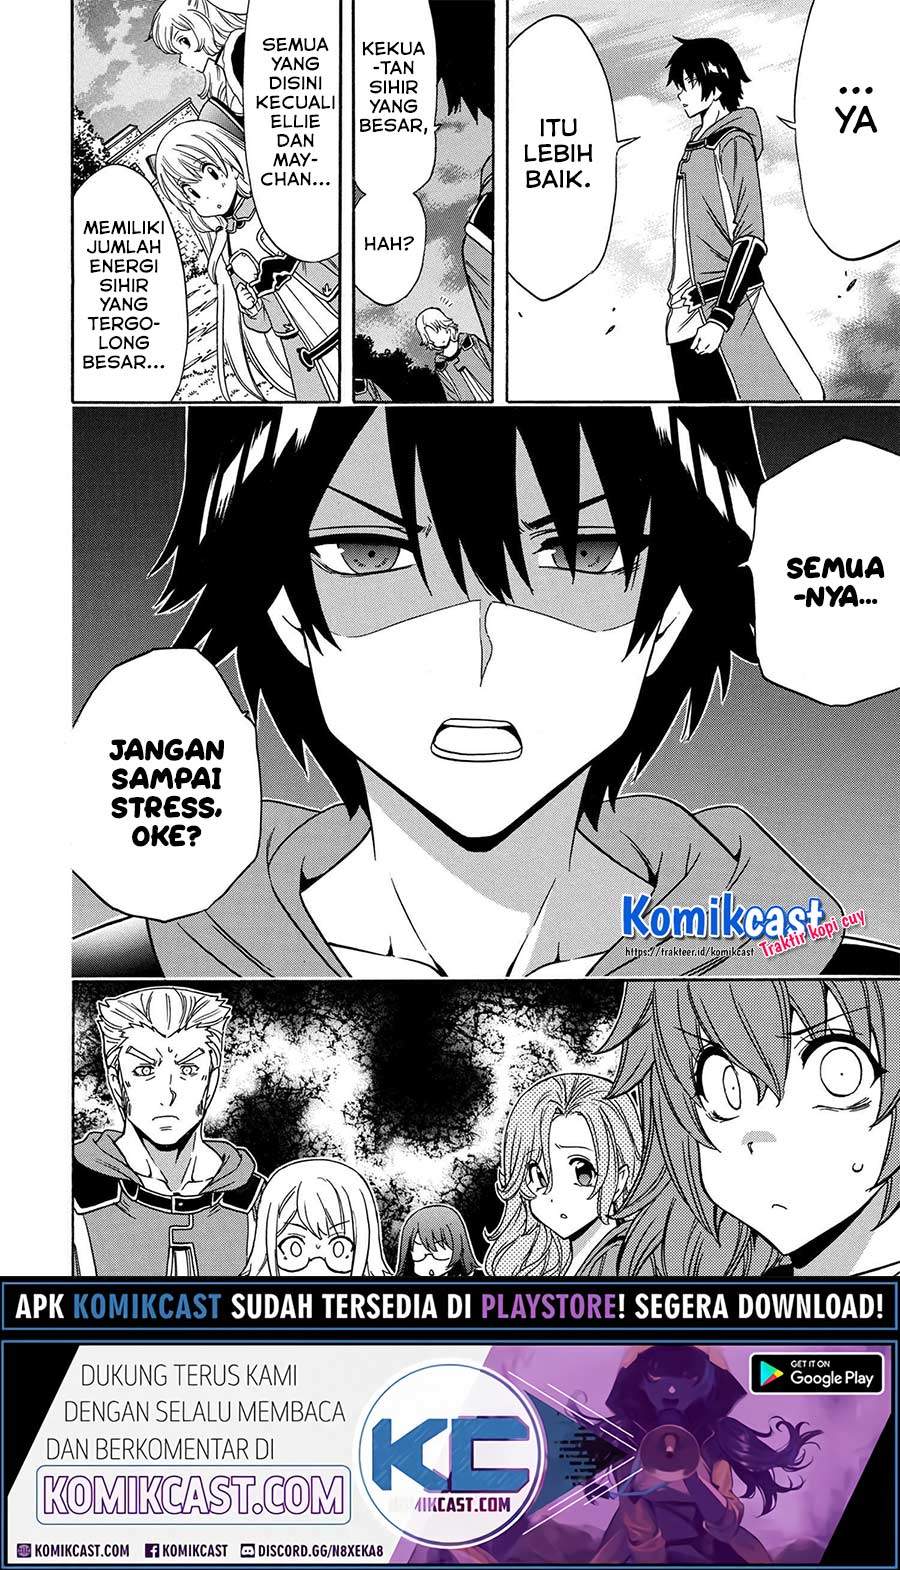 ...
YA
ITU
LEBIH
BAIK.
KEKUA
-TAN
SIHIR
YANG
BESAR,
HAH?
SEMUA
YANG
DISINI
KECUALI
ELLIE
DAN
MAY-
CHAN...
MEMILIKI
JUMLAH
ENERGI
SIHIR
YANG
TERGO-
LONG
BESAR...
SEMUA
-NYA...
JANGAN
SAMPAI
STRESS,
OKE?
Komikcast
Traktir kopi cuy
https://trakteer.id/komikcast
APK KOMIKCAST SUDAH TERSEDIA DI PLAYSTORE! SEGERA DOWNLOAD!
DUKUNG TERUS KAMI
DENGAN SELALU MEMBACA
DAN BERKOMENTAR DI
KOMIKCAST.COM
KC
KOMIKCAST.COM
GET IT ON
Google Play
KOMIKCAST.COM KOMIKCAST DISCORD.GG/N8XEKA8